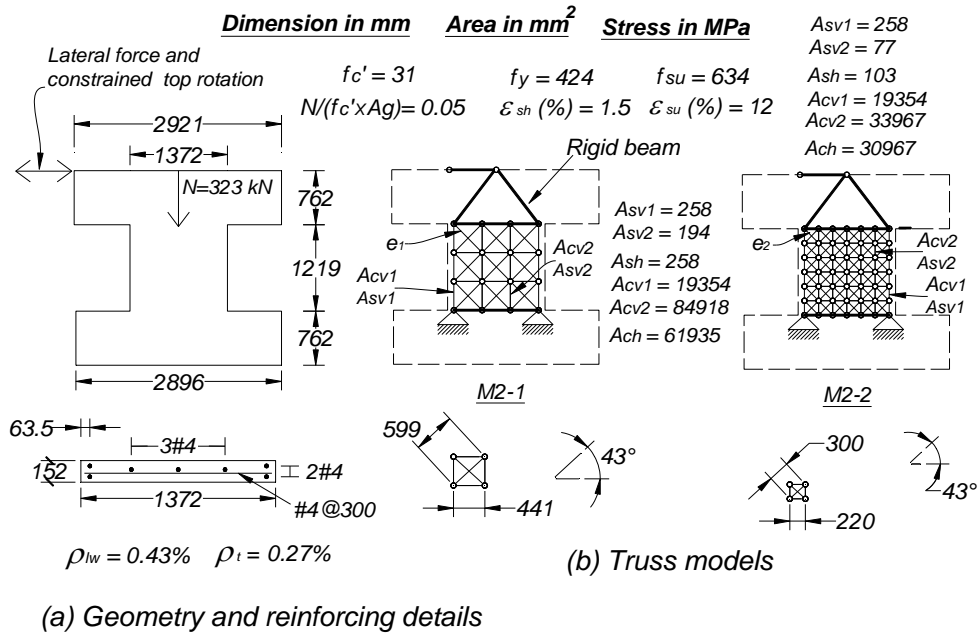 Dimension in mm Area in mm2 Stress in MPa
fc' = 31 fy = 424 fsu = 634
N/(fc'×Ag)= 0.05 εsh (%) = 1.5 εsu (%) = 12
Asv1 = 258
Asv2 = 77
Ash = 103
Acv1 = 19354
Acv2 = 33967
Ach = 30967
Lateral force and
constrained top rotation
2921
1372
N=323 kN
762
1219
762
2896
63.5
3#4
152
2#4
1372
#4@300
ρlw = 0.43% ρt = 0.27%
(a) Geometry and reinforcing details
Rigid beam
e1
Acv2
Asv2
Acv1
Asv1
Asv1 = 258
Asv2 = 194
Ash = 258
Acv1 = 19354
Acv2 = 84918
Ach = 61935
M2-1
599
43°
441
e2
Acv2
Asv2
Acv1
Asv1
M2-2
300
43°
220
(b) Truss models